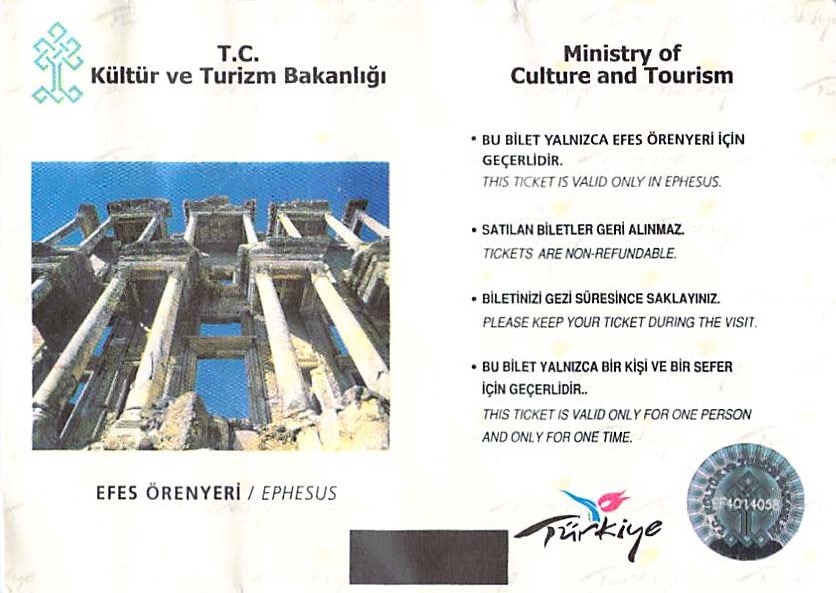 T.C.
Kültür ve Turizm Bakanlığı
EFES ÖRENYERİ / EPHESUS
Ministry of
Culture and Tourism
• BU BİLET YALNIZCA EFES ÖRENYERİ İÇİN
GEÇERLİDİR.
THIS TICKET IS VALID ONLY IN EPHESUS.
• SATILAN BİLETLER GERİ ALINMAZ.
TICKETS ARE NON-REFUNDABLE.
• BİLETİNİZİ GEZİ SÜRESİNCE SAKLAYINIZ.
PLEASE KEEP YOUR TICKET DURING THE VISIT.
• BU BİLET YALNIZCA BİR KİŞİ VE BİR SEFER
İÇİN GEÇERLİDİR..
THIS TICKET IS VALID ONLY FOR ONE PERSON
AND ONLY FOR ONE TIME.
Türkiye
EF4014058